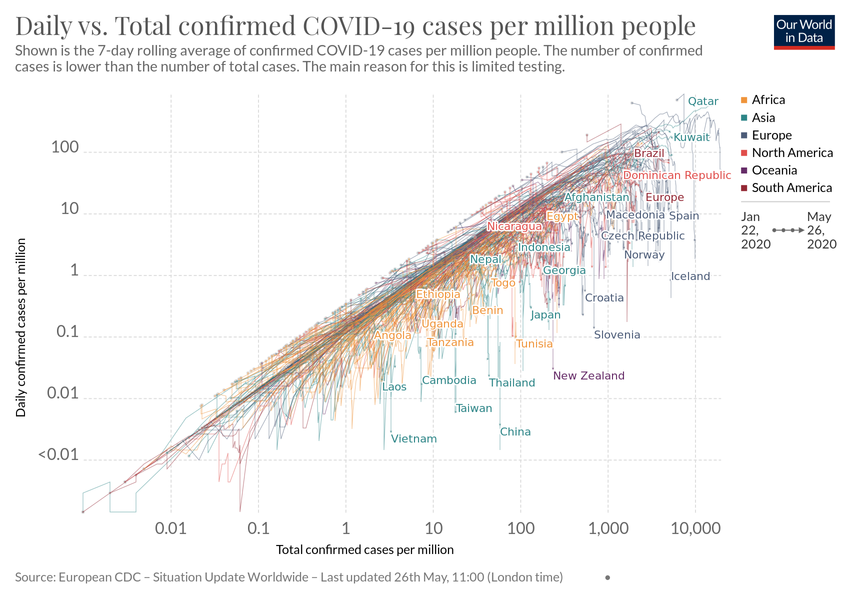 Daily vs. Total confirmed COVID-19 cases per million people
Shown is the 7-day rolling average of confirmed COVID-19 cases per million people. The number of confirmed
cases is lower than the number of total cases. The main reason for this is limited testing.
Our World
in Data
Africa
Asia
Europe
North America
Oceania
South America
Jan
22,
2020
May
26,
2020
Daily confirmed cases per million
100
10
1
0.1
0.01
<0.01
Qatar
Kuwait
Brazil
Dominican Republic
Afghanistan
Europe
Egypt
Macedonia
Spain
Nicaragua
Czech Republic
Indonesia
Norway
Nepal
Georgia
Iceland
Togo
Ethiopia
Croatia
Benin
Japan
Uganda
Angola
Slovenia
Tanzania
Tunisia
New Zealand
Laos
Cambodia
Thailand
Taiwan
Vietnam
China
0.01
0.1
1
10
100
1,000
10,000
Total confirmed cases per million
Source: European CDC – Situation Update Worldwide – Last updated 26th May, 11:00 (London time)